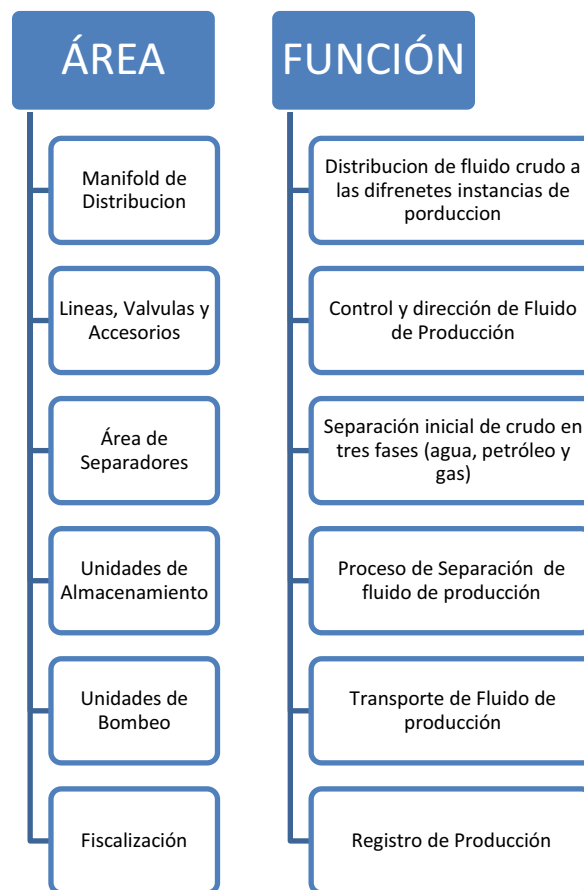 ÁREA
Manifold de
Distribucion
Lineas, Valvulas y
Accesorios
Área de
Separadores
Unidades de
Almacenamiento
Unidades de
Bombeo
Fiscalización
FUNCIÓN
Distribucion de fluido crudo a
las difrenetes instancias de
porduccion
Control y dirección de Fluido
de Producción
Separación inicial de crudo en
tres fases (agua, petróleo y
gas)
Proceso de Separación de
fluido de producción
Transporte de Fluido de
producción
Registro de Producción